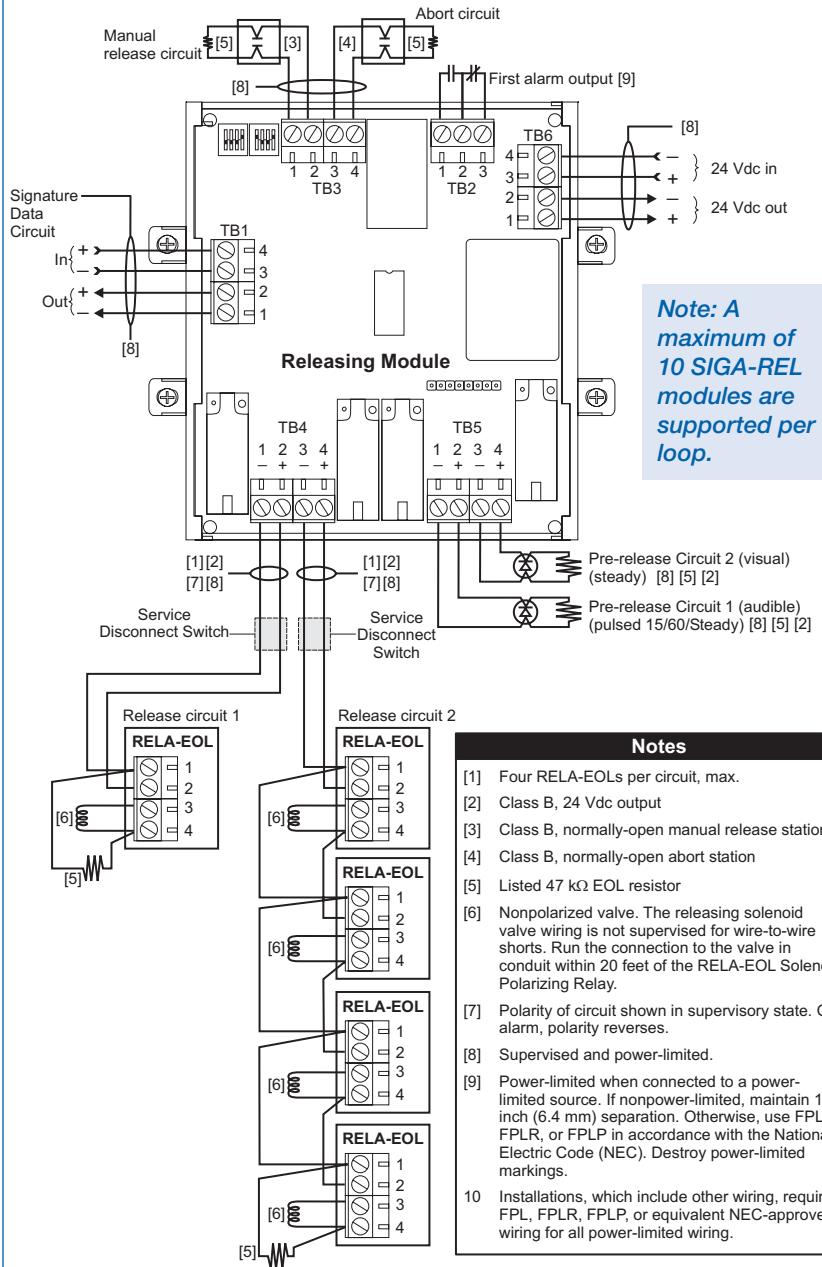 Abort circuit
Manual
release circuit
[5]
[3]
[4]
[5]
[8]
First alarm output [9]
1 2 3 4
TB3
1 2 3
TB2
TB6
4
3
2
1
[8]
–
+
24 Vdc in
–
+
24 Vdc out
Signature
Data
Circuit
In
+
–
Out
+
–
TB1
4
3
2
1
[8]
Releasing Module
Note: A
maximum of
10 SIGA-REL
modules are
supported per
loop.
TB4
1 2 3 4
– + – +
TB5
1 2 3 4
– + – +
[1][2]
[7][8]
[1][2]
[7][8]
Pre-release Circuit 2 (visual)
(steady) [8] [5] [2]
Pre-release Circuit 1 (audible)
(pulsed 15/60/Steady) [8] [5] [2]
Service
Disconnect Switch
Service
Disconnect
Switch
Release circuit 1
RELA-EOL
1
2
3
4
[6]
[5]
Release circuit 2
RELA-EOL
1
2
3
4
[6]
RELA-EOL
1
2
3
4
[6]
RELA-EOL
1
2
3
4
[6]
RELA-EOL
1
2
3
4
[6]
[5]
Notes
[1] Four RELA-EOLs per circuit, max.
[2] Class B, 24 Vdc output
[3] Class B, normally-open manual release
[4] Class B, normally-open abort station
[5] Listed 47 kΩ EOL resistor
[6] Nonpolarized valve. The releasing solenoid
valve wiring is not supervised for wire-to-wire
shorts. Run the connection to the valve in
conduit within 20 feet of the RELA-EOL
Polarizing Relay.
[7] Polarity of circuit shown in supervisory state.
alarm, polarity reverses.
[8] Supervised and power-limited.
[9] Power-limited when connected to a power-
limited source. If nonpower-limited, maintain
inch (6.4 mm) separation. Otherwise, use
FPLR, or FPLP in accordance with the
Electric Code (NEC). Destroy power-limited
markings.
10 Installations, which include other wiring,
FPL, FPLR, FPLP, or equivalent
wiring for all power-limited wiring.